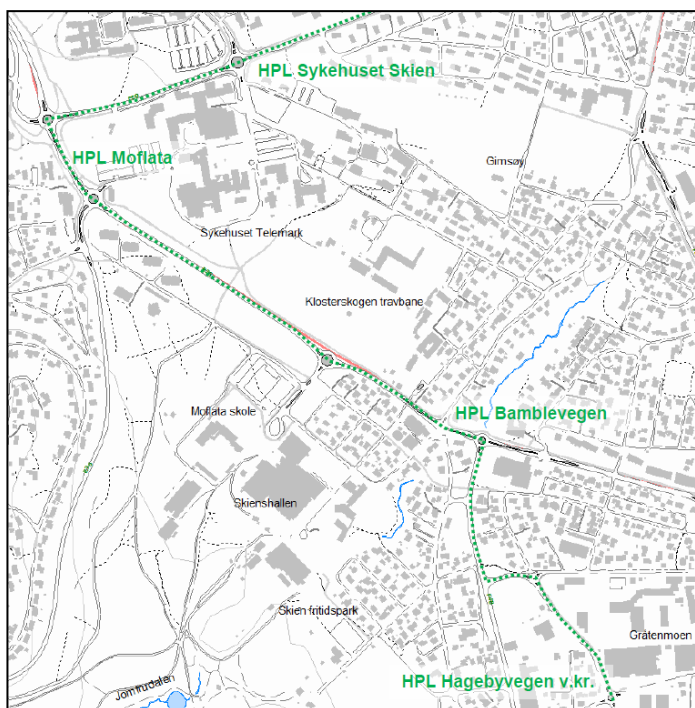 HPL Sykehuset Skien
HPL Moflata
Gimsøy
Sykehuset Telemark
Klosterskogen travbane
Moflata skole
HPL Bamblevegen
Skienshallen
Skien fritidspark
Gråtenmoen
Jomfrudalen
HPL Hagebyvegen v.kr.